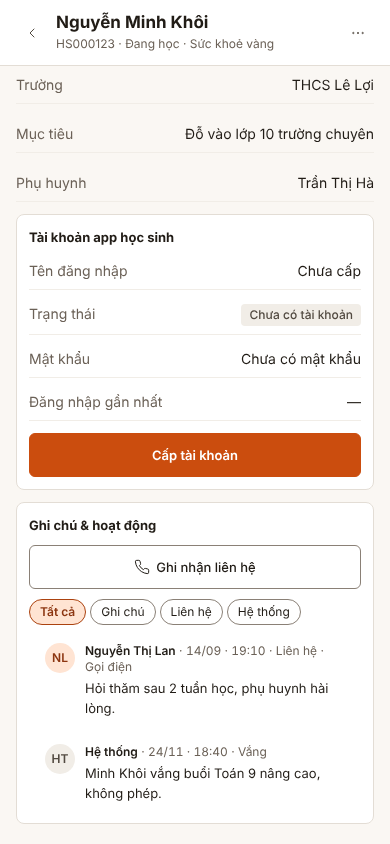 Nguyễn Minh Khôi
HS000123 · Đang học · Sức khoẻ vàng
Trường THCS Lê Lợi
Mục tiêu Đỗ vào lớp 10 trường chuyên
Phụ huynh Trần Thị Hà
Tài khoản app học sinh
Tên đăng nhập Chưa cấp
Trạng thái Chưa có tài khoản
Mật khẩu Chưa có mật khẩu
Đăng nhập gần nhất —
Cấp tài khoản
Ghi chú & hoạt động
Ghi nhận liên hệ
Tất cả Ghi chú Liên hệ Hệ thống
NL Nguyễn Thị Lan · 14/09 · 19:10 · Liên hệ ·
Gọi điện
Hỏi thăm sau 2 tuần học, phụ huynh hài
lòng.
HT Hệ thống · 24/11 · 18:40 · Vắng
Minh Khôi vắng buổi Toán 9 nâng cao,
không phép.